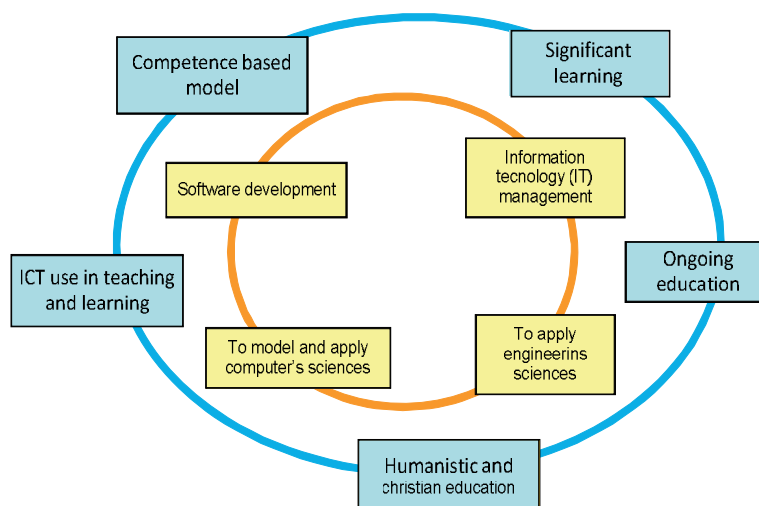 Competence based
model
Significant
learning
Information
tecnology (IT)
management
Software development
ICT use in teaching
and learning
Ongoing
education
To model and apply
computer's sciences
To apply
engineerins
sciences
Humanistic and
christian education